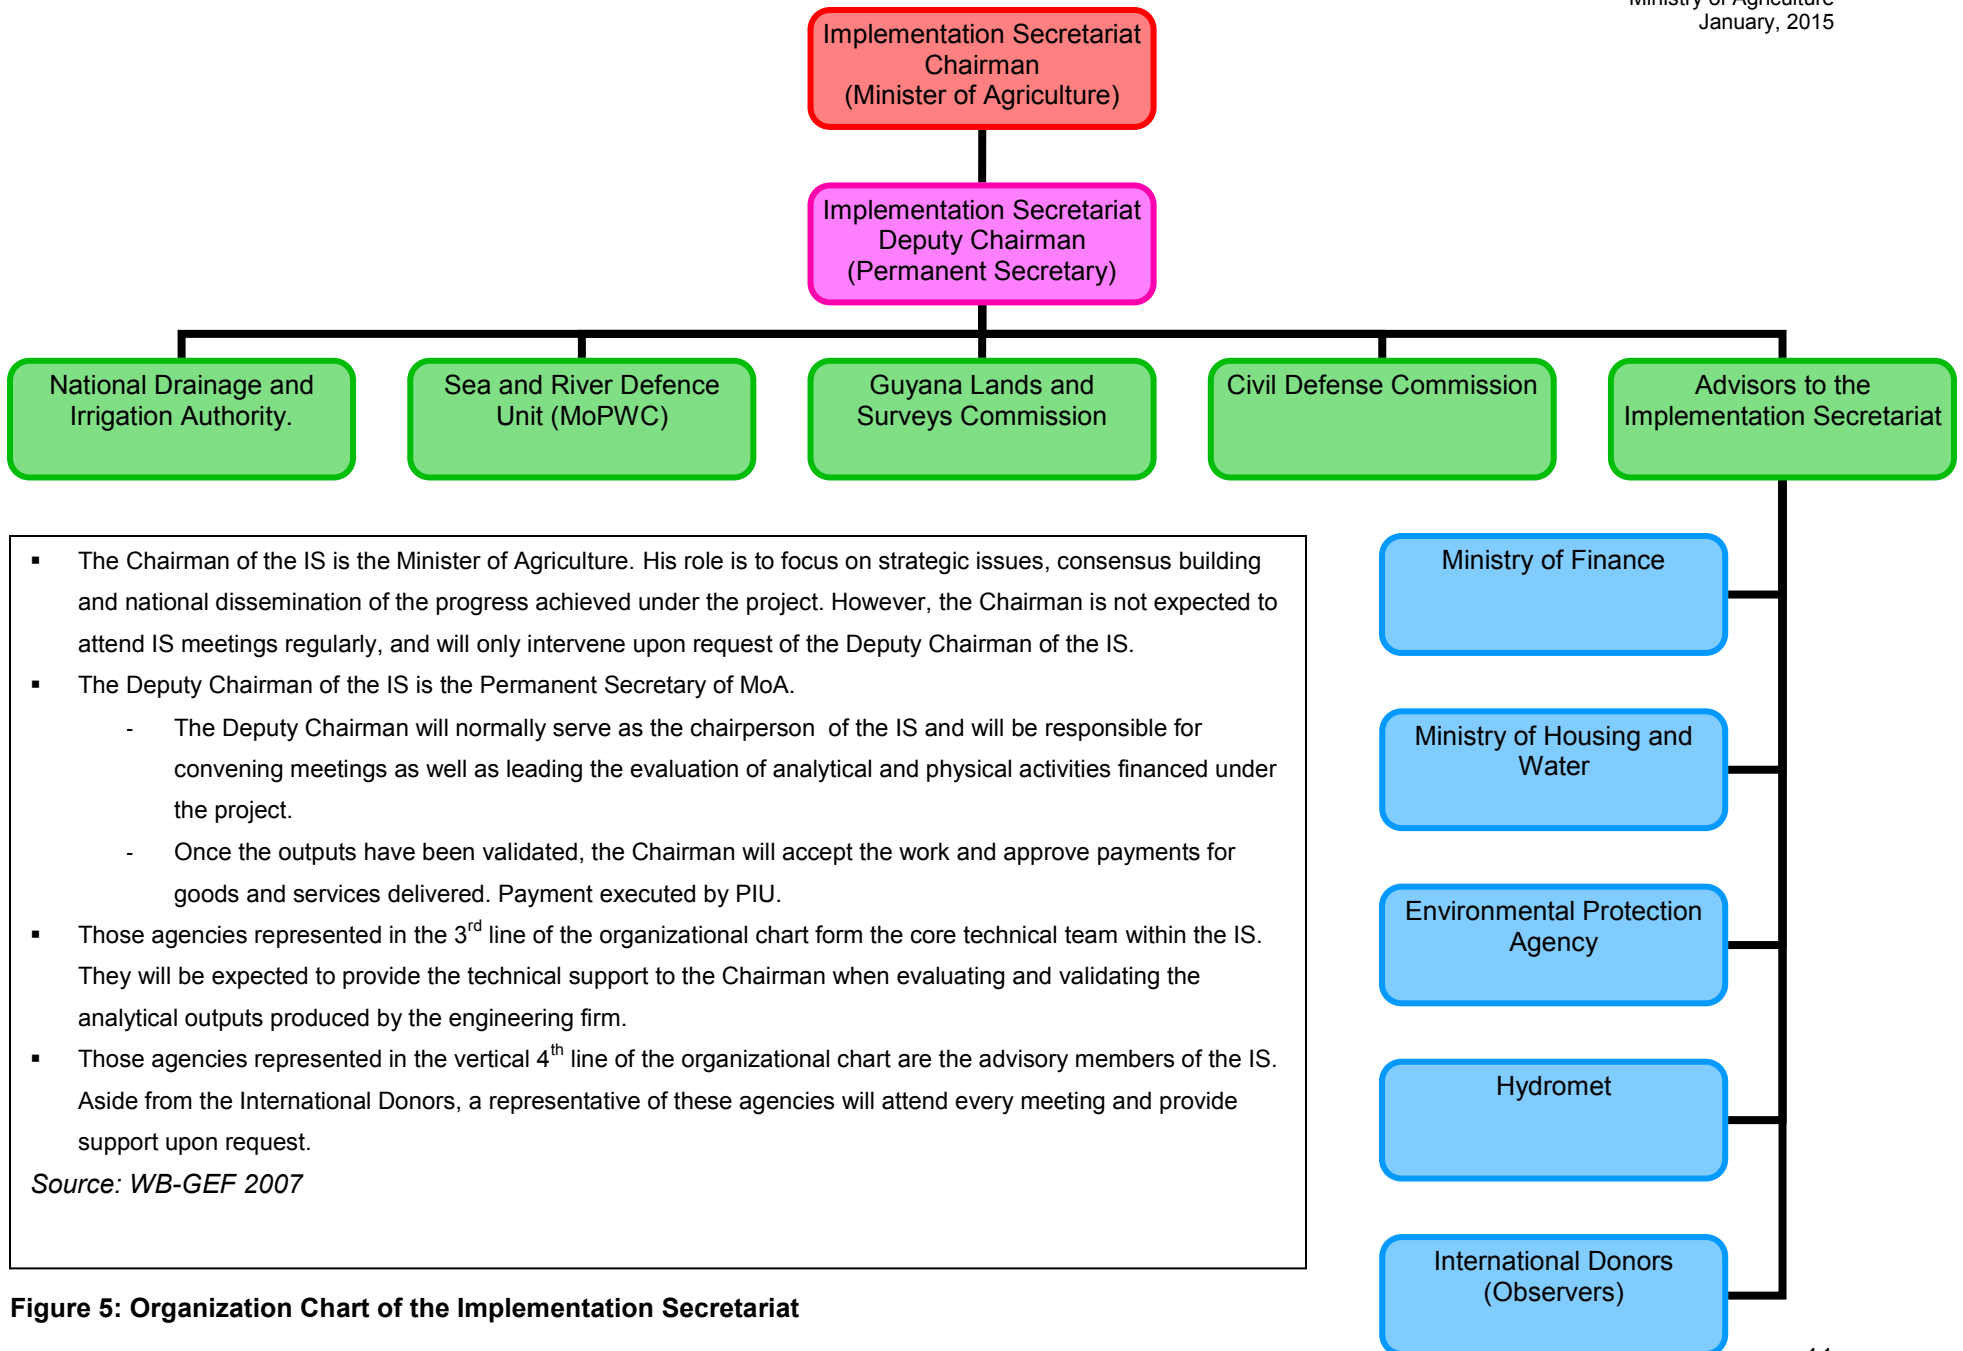 Ministry of Agriculture
January, 2015
Implementation Secretariat
Chairman
(Minister of Agriculture)
Implementation Secretariat
Deputy Chairman
(Permanent Secretary)
National Drainage and
Irrigation Authority.
Sea and River Defence
Unit (MoPWC)
Guyana Lands and
Surveys Commission
Civil Defense Commission
Advisors to the
Implementation Secretariat
▪ The Chairman of the IS is the Minister of Agriculture. His role is to focus on strategic issues, consensus building
and national dissemination of the progress achieved under the project. However, the Chairman is not expected to
attend IS meetings regularly, and will only intervene upon request of the Deputy Chairman of the IS.
▪ The Deputy Chairman of the IS is the Permanent Secretary of MoA.
- The Deputy Chairman will normally serve as the chairperson of the IS and will be responsible for
convening meetings as well as leading the evaluation of analytical and physical activities financed under
the project.
- Once the outputs have been validated, the Chairman will accept the work and approve payments for
goods and services delivered. Payment executed by PIU.
▪ Those agencies represented in the 3rd line of the organizational chart form the core technical team within the IS.
They will be expected to provide the technical support to the Chairman when evaluating and validating the
analytical outputs produced by the engineering firm.
▪ Those agencies represented in the vertical 4th line of the organizational chart are the advisory members of the IS.
Aside from the International Donors, a representative of these agencies will attend every meeting and provide
support upon request.
Source: WB-GEF 2007
Ministry of Finance
Ministry of Housing and
Water
Environmental Protection
Agency
Hydromet
International Donors
(Observers)
Figure 5: Organization Chart of the Implementation Secretariat